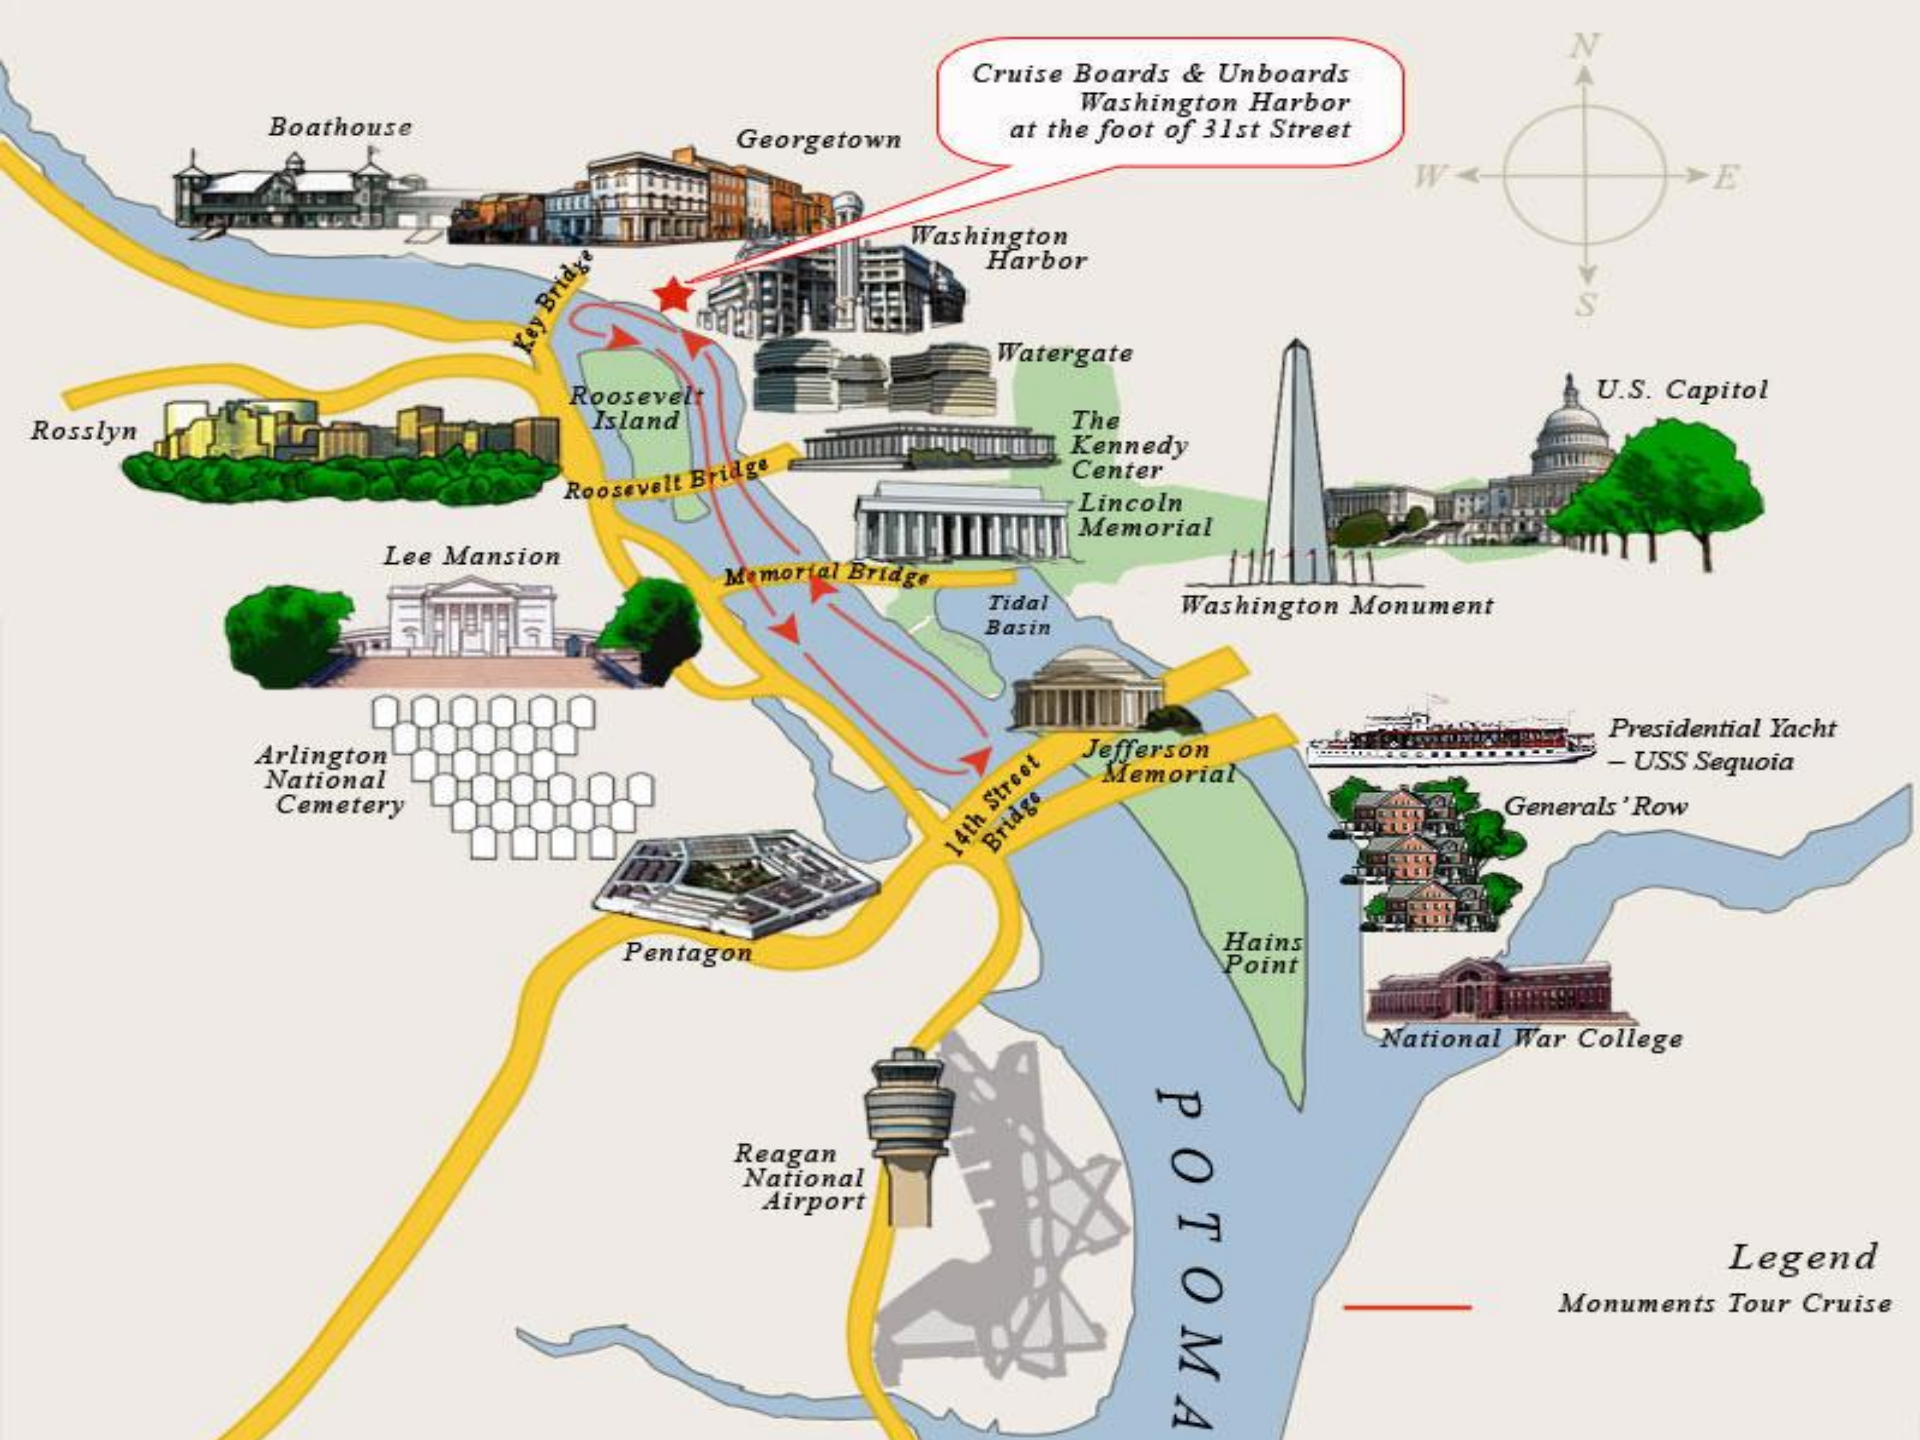 N
Cruise Boards & Unboards
Washington Harbor
at the foot of 31st Street
Boathouse
Georgetown
W
E
Washington
Harbor
S
Key Bridge
Watergate
Roosevelt
Island
U.S. Capitol
Rosslyn
The
Kennedy
Center
Roosevelt Bridge
Lincoln
Memorial
Lee Mansion
Memorial Bridge
Tidal
Basin
Washington Monument
Arlington
National
Cemetery
Jefferson
Memorial
Presidential Yacht
– USS Sequoia
14th Street
Bridge
Generals' Row
Pentagon
Hains
Point
National War College
Reagan
National
Airport
POTOMA
Legend
Monuments Tour Cruise